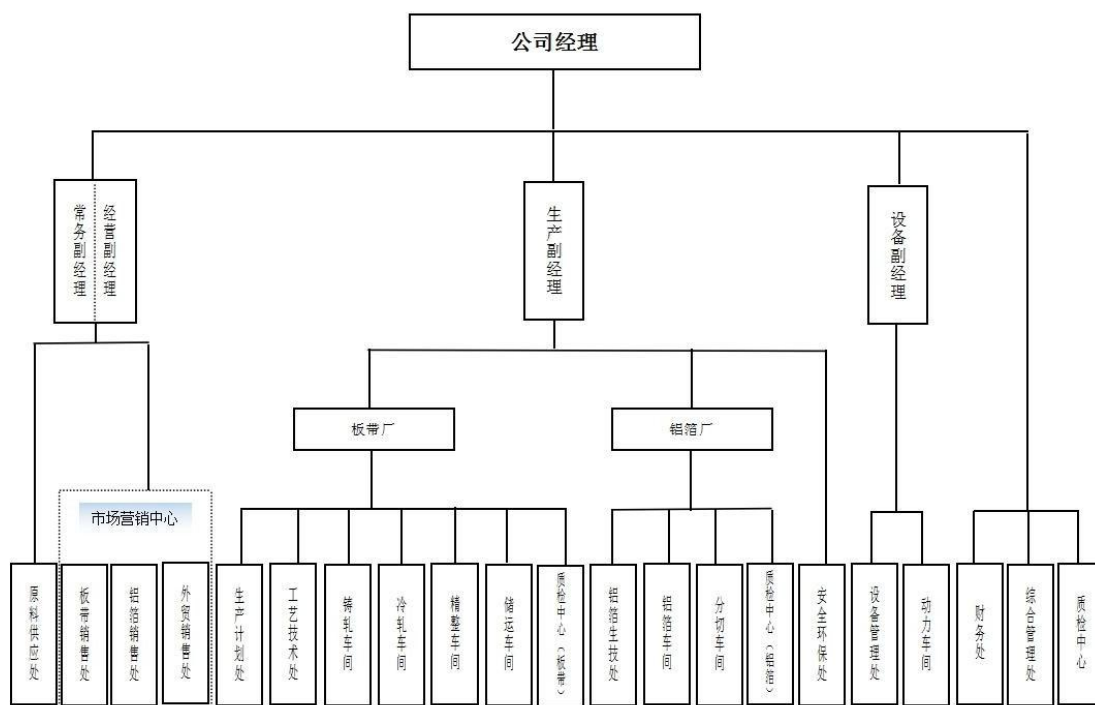 公司经理
常务副经理
经营副经理
生产副经理
设备副经理
板带厂
铝箔厂
市场营销中心
原料供应处
板带销售处
铝箔销售处
外贸销售处
生产计划处
工艺技术处
铸轧车间
冷轧车间
精整车间
储运车间
质检中心（板带）
铝箔生技处
铝箔车间
分切车间
质检中心（铝箔）
安全环保处
设备管理处
动力车间
财务处
综合管理处
质检中心